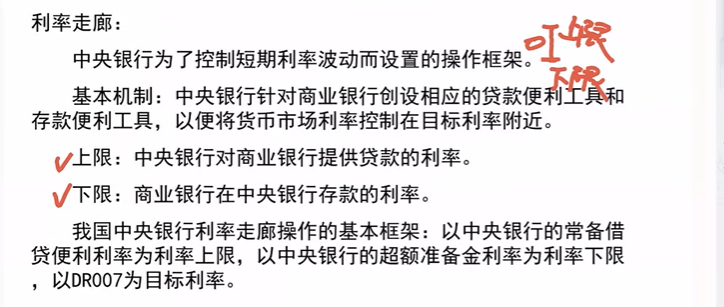 利率走廊：
中央银行为了控制短期利率波动而设置的操作框架。
上限
下限
基本机制：中央银行针对商业银行创设相应的贷款便利工具和
存款便利工具，以便将货币市场利率控制在目标利率附近。
上限：中央银行对商业银行提供贷款的利率。
下限：商业银行在中央银行存款的利率。
我国中央银行利率走廊操作的基本框架：以中央银行的常备借
贷便利利率为利率上限，以中央银行的超额准备金利率为利率下限
，以DR007为目标利率。